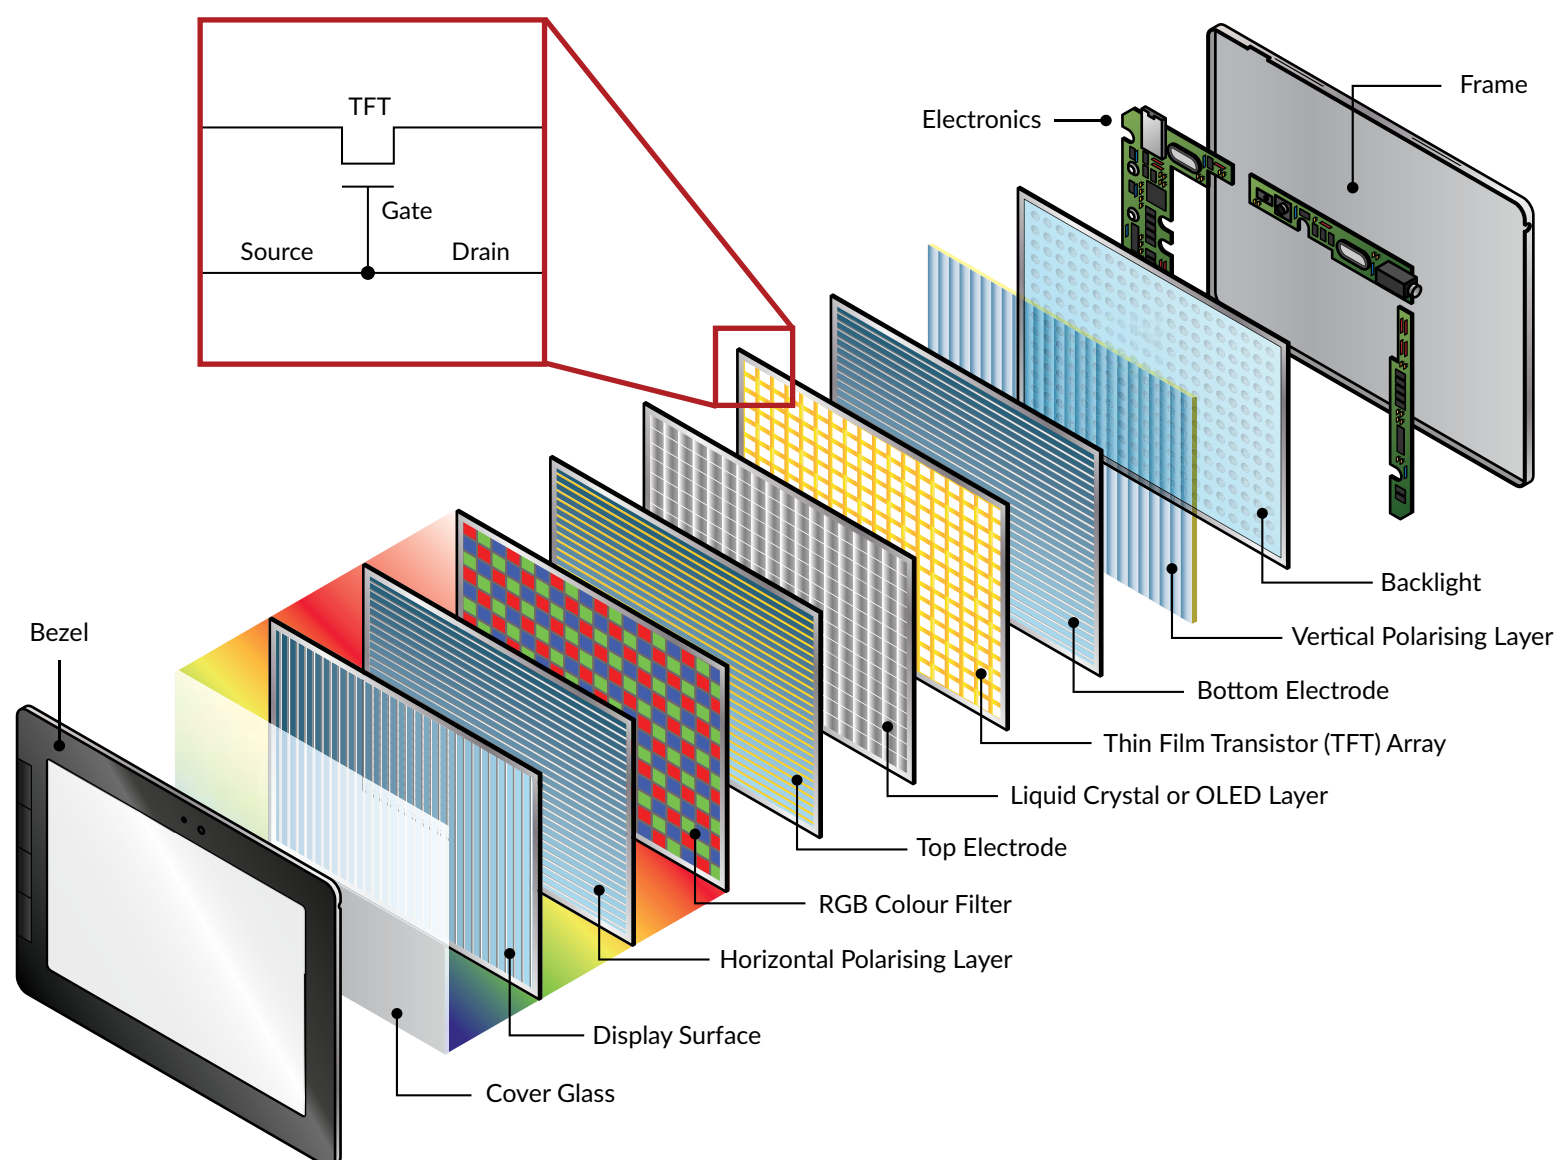 TFT
Gate
Source
Drain
Electronics
Frame
Backlight
Vertical Polarising Layer
Bottom Electrode
Thin Film Transistor (TFT) Array
Liquid Crystal or OLED Layer
Top Electrode
RGB Colour Filter
Horizontal Polarising Layer
Display Surface
Cover Glass
Bezel